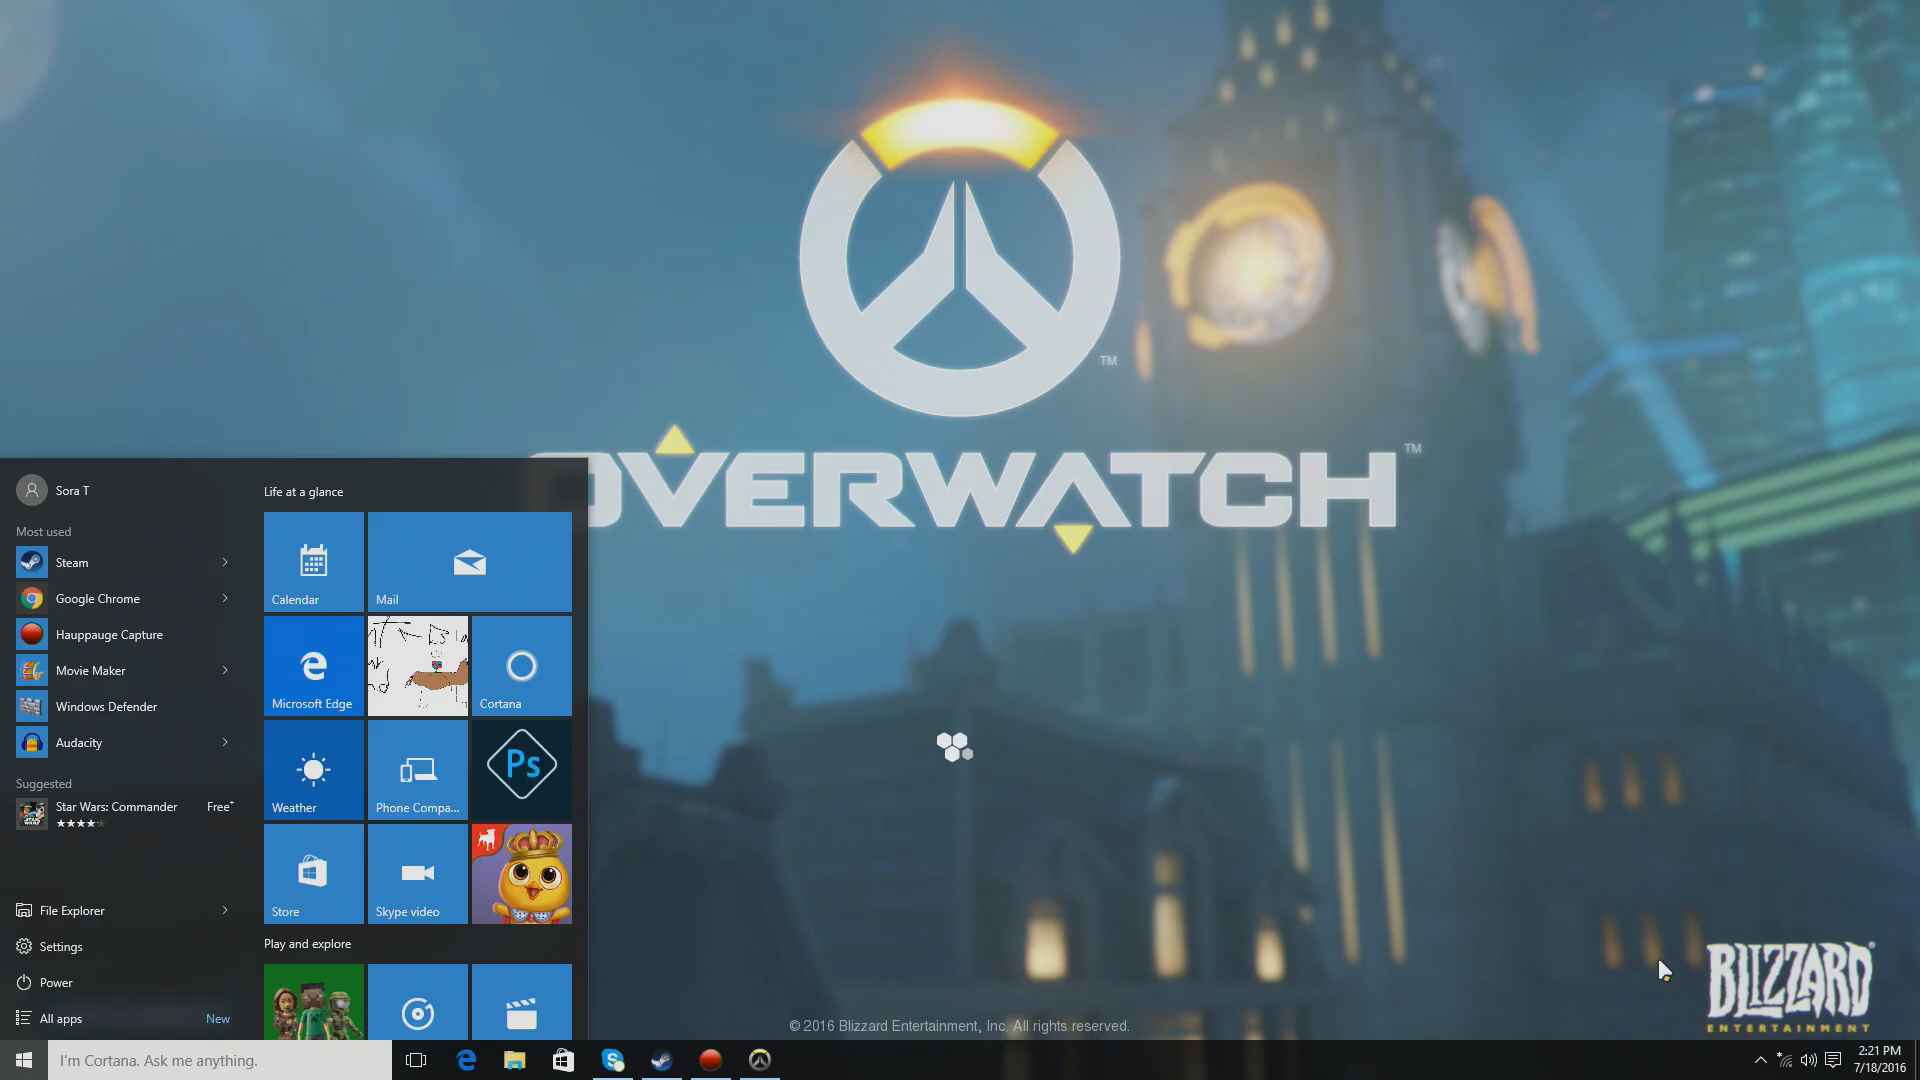 OVERWATCH
TM
TM
Sora T
Most used
Steam
Google Chrome
Hauppauge Capture
Movie Maker
Windows Defender
Audacity
Suggested
Star Wars: Commander Free*
File Explorer
Settings
Power
All apps New
Life at a glance
Calendar
Mail
Microsoft Edge
Cortana
Weather
Phone Compa...
Ps
Store
Skype video
Play and explore
BLIZZARD®
ENTERTAINMENT
© 2016 Blizzard Entertainment, Inc. All rights reserved.
I'm Cortana. Ask me anything.
2:21 PM
7/18/2016